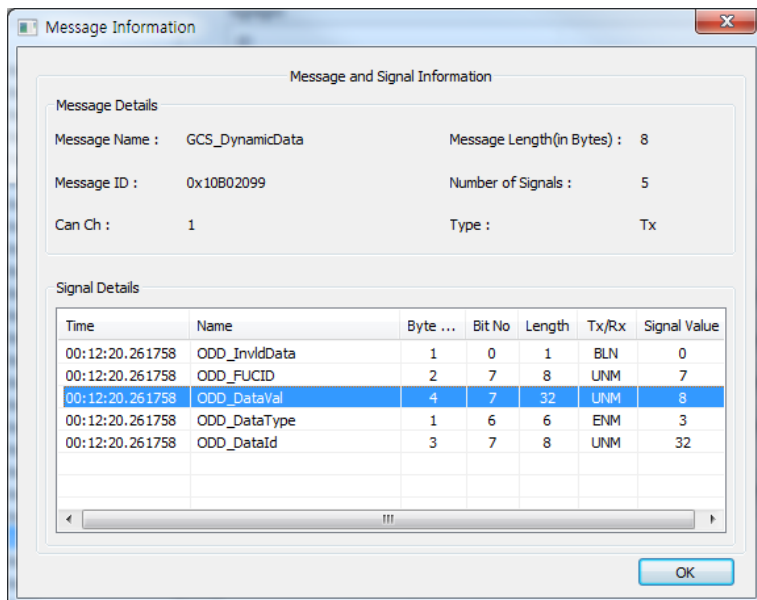 Message Information
Message and Signal Information
Message Details
Message Name : GCS_DynamicData Message Length(in Bytes) : 8
Message ID : 0x10B02099 Number of Signals : 5
Can Ch : 1 Type : Tx
Signal Details
Time Name Byte ... Bit No Length Tx/Rx Signal Value
00:12:20.261758 ODD_InvldData 1 0 1 BLN 0
00:12:20.261758 ODD_FUCID 2 7 8 UNM 7
00:12:20.261758 ODD_DataVal 4 7 32 UNM 8
00:12:20.261758 ODD_DataType 1 6 6 ENM 3
00:12:20.261758 ODD_DataId 3 7 8 UNM 32
OK